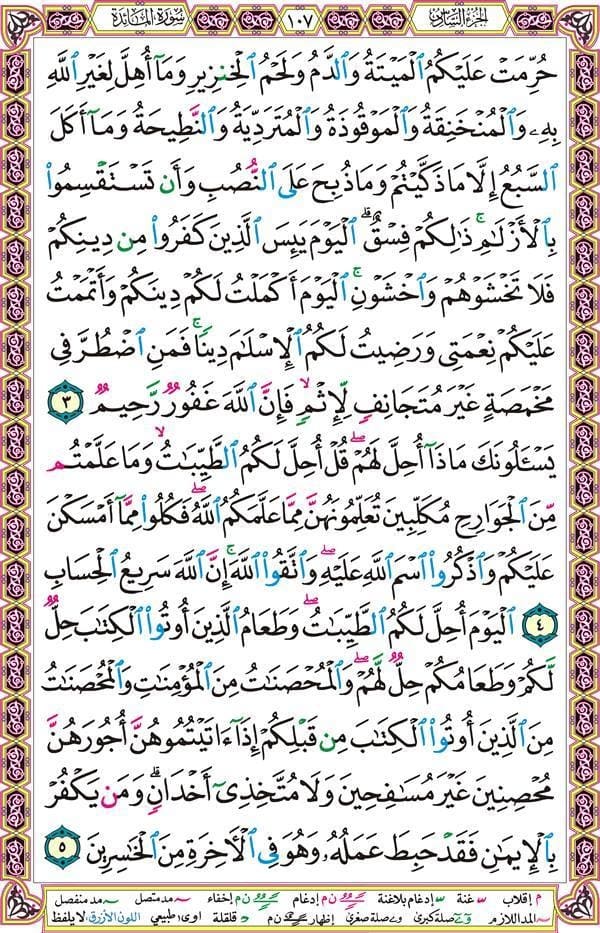 الجزء السادس
١٠٧
سورة المائدة
حُرِّمَتْ عَلَيْكُمُ ٱلْمَيْتَةُ وَٱلدَّمُ وَلَحْمُ ٱلْخِنزِيرِ وَمَآ أُهِلَّ لِغَيْرِ ٱللَّهِ
بِهِۦ وَٱلْمُنْخَنِقَةُ وَٱلْمَوْقُوذَةُ وَٱلْمُتَرَدِّيَةُ وَٱلنَّطِيحَةُ وَمَآ أَكَلَ
ٱلسَّبُعُ إِلَّا مَا ذَكَّيْتُمْ وَمَا ذُبِحَ عَلَى ٱلنُّصُبِ وَأَن تَسْتَقْسِمُوا۟
بِٱلْأَزْلَٰمِ ۚ ذَٰلِكُمْ فِسْقٌ ۗ ٱلْيَوْمَ يَئِسَ ٱلَّذِينَ كَفَرُوا۟ مِن دِينِكُمْ
فَلَا تَخْشَوْهُمْ وَٱخْشَوْنِ ۚ ٱلْيَوْمَ أَكْمَلْتُ لَكُمْ دِينَكُمْ وَأَتْمَمْتُ
عَلَيْكُمْ نِعْمَتِى وَرَضِيتُ لَكُمُ ٱلْإِسْلَٰمَ دِينًا ۚ فَمَنِ ٱضْطُرَّ فِى
مَخْمَصَةٍ غَيْرَ مُتَجَانِفٍ لِّإِثْمٍ ۙ فَإِنَّ ٱللَّهَ غَفُورٌ رَّحِيمٌ ٣
يَسْـَٔلُونَكَ مَاذَآ أُحِلَّ لَهُمْ ۖ قُلْ أُحِلَّ لَكُمُ ٱلطَّيِّبَٰتُ ۙ وَمَا عَلَّمْتُم
مِّنَ ٱلْجَوَارِحِ مُكَلِّبِينَ تُعَلِّمُونَهُنَّ مِمَّا عَلَّمَكُمُ ٱللَّهُ ۖ فَكُلُوا۟ مِمَّآ أَمْسَكْنَ
عَلَيْكُمْ وَٱذْكُرُوا۟ ٱسْمَ ٱللَّهِ عَلَيْهِ ۖ وَٱتَّقُوا۟ ٱللَّهَ ۚ إِنَّ ٱللَّهَ سَرِيعُ ٱلْحِسَابِ
٤ ٱلْيَوْمَ أُحِلَّ لَكُمُ ٱلطَّيِّبَٰتُ ۖ وَطَعَامُ ٱلَّذِينَ أُوتُوا۟ ٱلْكِتَٰبَ حِلٌّ
لَّكُمْ وَطَعَامُكُمْ حِلٌّ لَّهُمْ ۖ وَٱلْمُحْصَنَٰتُ مِنَ ٱلْمُؤْمِنَٰتِ وَٱلْمُحْصَنَٰتُ
مِنَ ٱلَّذِينَ أُوتُوا۟ ٱلْكِتَٰبَ مِن قَبْلِكُمْ إِذَآ ءَاتَيْتُمُوهُنَّ أُجُورَهُنَّ
مُحْصِنِينَ غَيْرَ مُسَٰفِحِينَ وَلَا مُتَّخِذِىٓ أَخْدَانٍ ۗ وَمَن يَكْفُرْ
بِٱلْإِيمَٰنِ فَقَدْ حَبِطَ عَمَلُهُۥ وَهُوَ فِى ٱلْءَاخِرَةِ مِنَ ٱلْخَٰسِرِينَ ٥
م إقلاب غنة إدغام بلاغنة ن م إدغام ن م إخفاء مد متصل مد منفصل
المد اللازم صلة كبرى صلة صغرى إظهار ن م قلقلة اوى طبيعي اللون الأزرق لا يلفظ